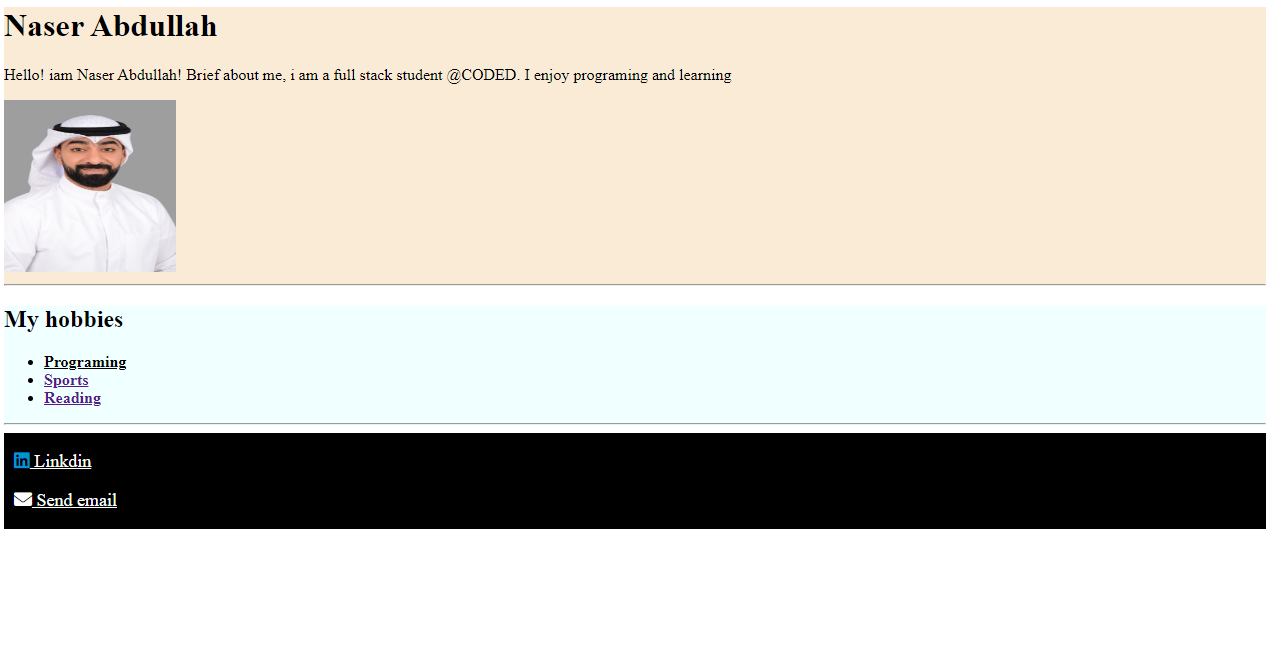 Naser Abdullah
Hello! iam Naser Abdullah! Brief about me, i am a full stack student @CODED. I enjoy programing and learning
My hobbies
Programing
Sports
Reading
Linkdin
Send email